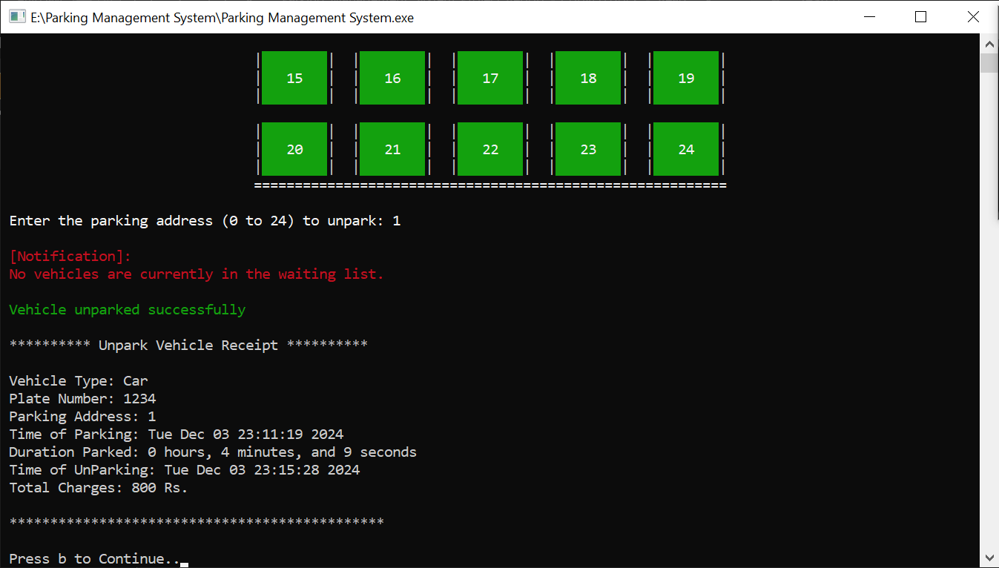 E:\Parking Management System\Parking Management System.exe
|      |  |      |  |      |  |      |  |      |
|  15  |  |  16  |  |  17  |  |  18  |  |  19  |
|      |  |      |  |      |  |      |  |      |
|      |  |      |  |      |  |      |  |      |
|  20  |  |  21  |  |  22  |  |  23  |  |  24  |
|      |  |      |  |      |  |      |  |      |
==========================================================
Enter the parking address (0 to 24) to unpark: 1
[Notification]:
No vehicles are currently in the waiting list.
Vehicle unparked successfully
********** Unpark Vehicle Receipt **********
Vehicle Type: Car
Plate Number: 1234
Parking Address: 1
Time of Parking: Tue Dec 03 23:11:19 2024
Duration Parked: 0 hours, 4 minutes, and 9 seconds
Time of UnParking: Tue Dec 03 23:15:28 2024
Total Charges: 800 Rs.
**********************************************
Press b to Continue..